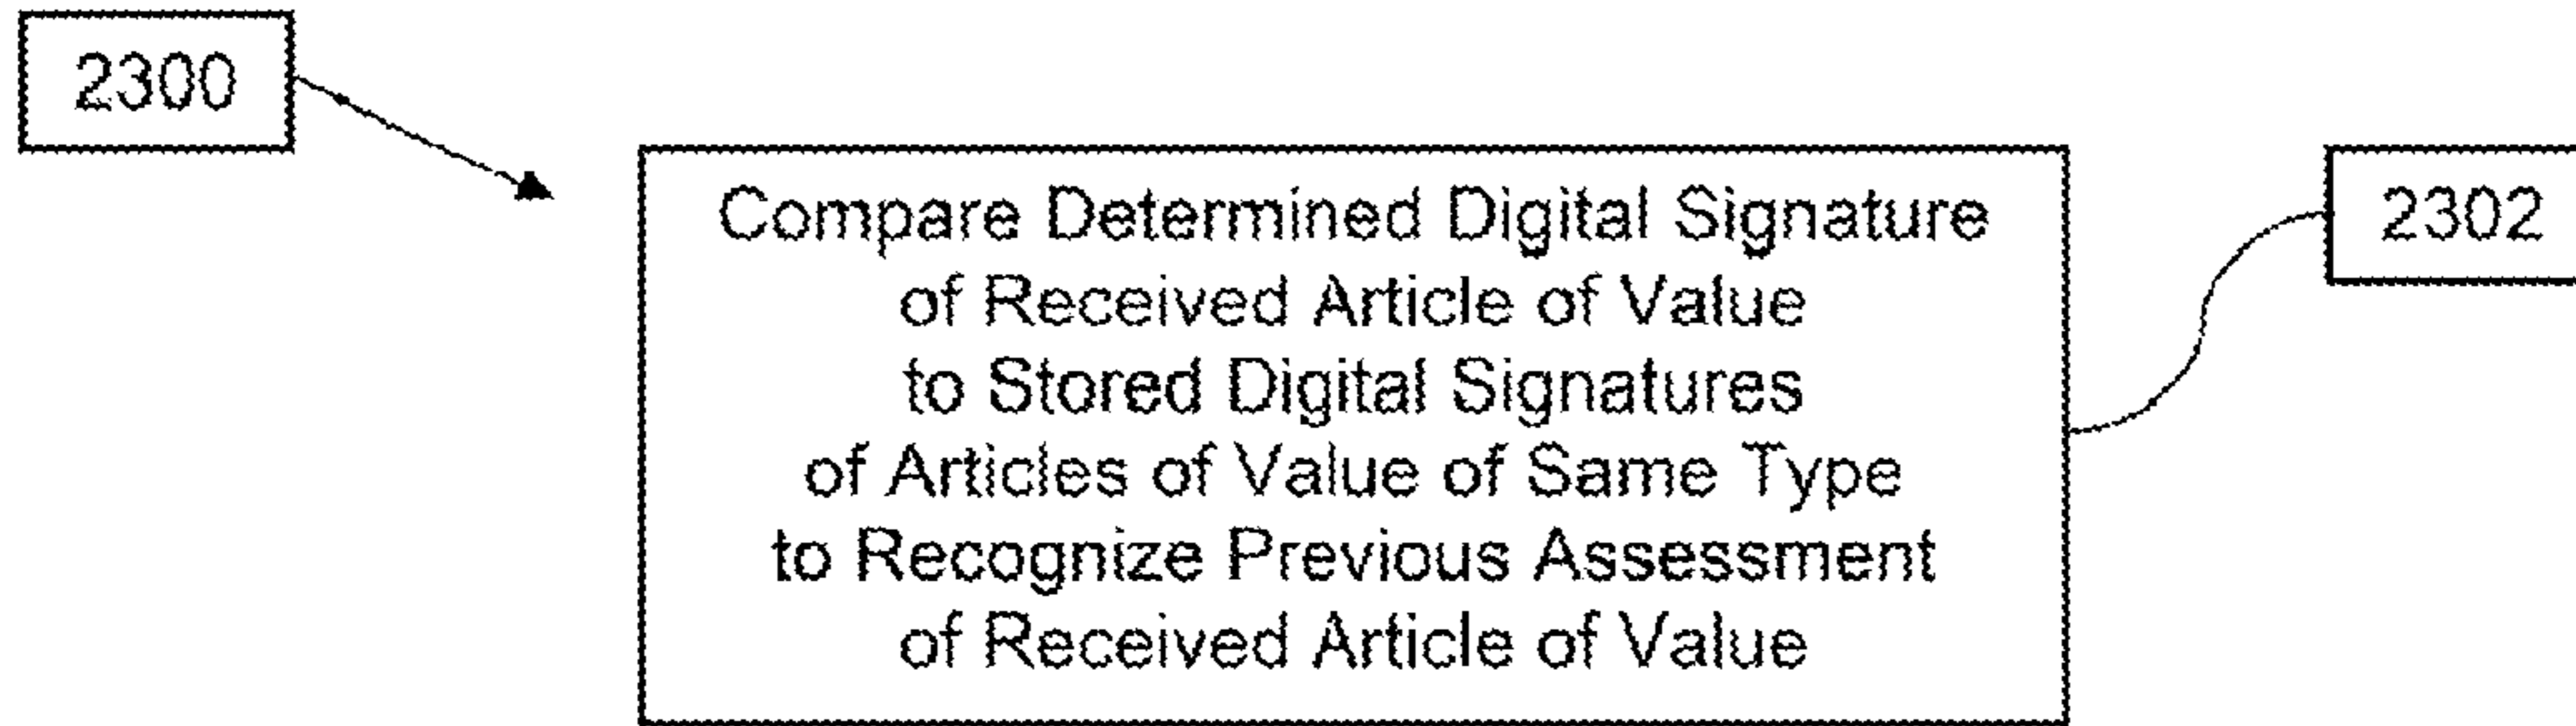 2300
Compare Determined Digital Signature
of Received Article of Value
to Stored Digital Signatures
of Articles of Value of Same Type
to Recognize Previous Assessment
of Received Article of Value
2302